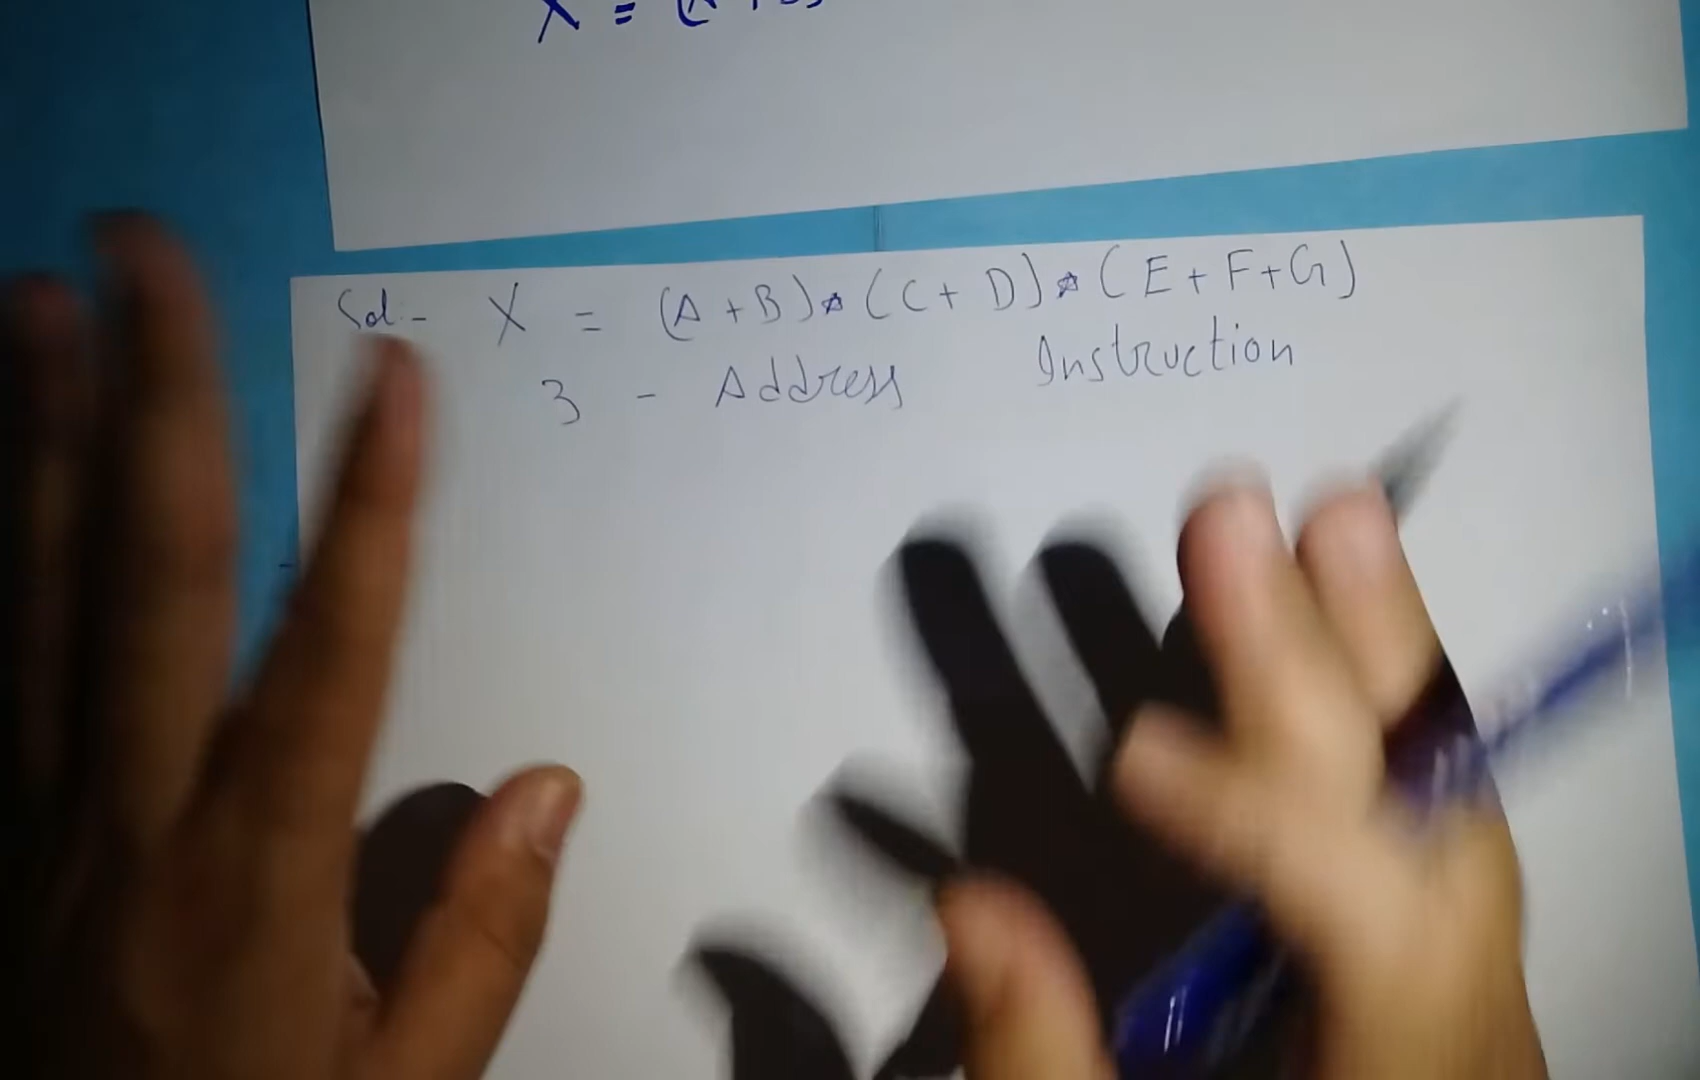 X = (A + B)
Sol:- X = (A + B) * (C + D) * (E + F + G)
3 - Address Instruction